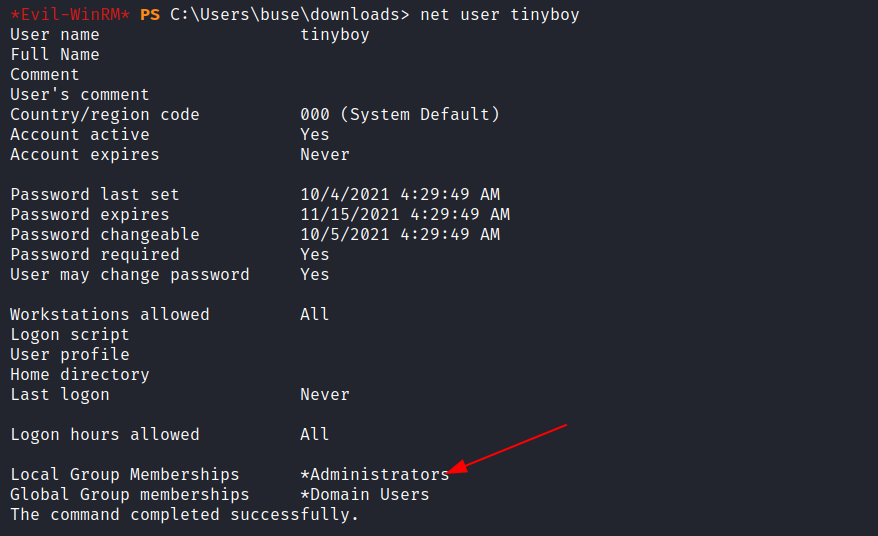 *Evil-WinRM* PS C:\Users\buse\downloads> net user tinyboy
User name                    tinyboy
Full Name
Comment
User's comment
Country/region code          000 (System Default)
Account active               Yes
Account expires              Never

Password last set            10/4/2021 4:29:49 AM
Password expires             11/15/2021 4:29:49 AM
Password changeable          10/5/2021 4:29:49 AM
Password required            Yes
User may change password     Yes

Workstations allowed         All
Logon script
User profile
Home directory
Last logon                   Never

Logon hours allowed          All

Local Group Memberships      *Administrators
Global Group memberships     *Domain Users
The command completed successfully.